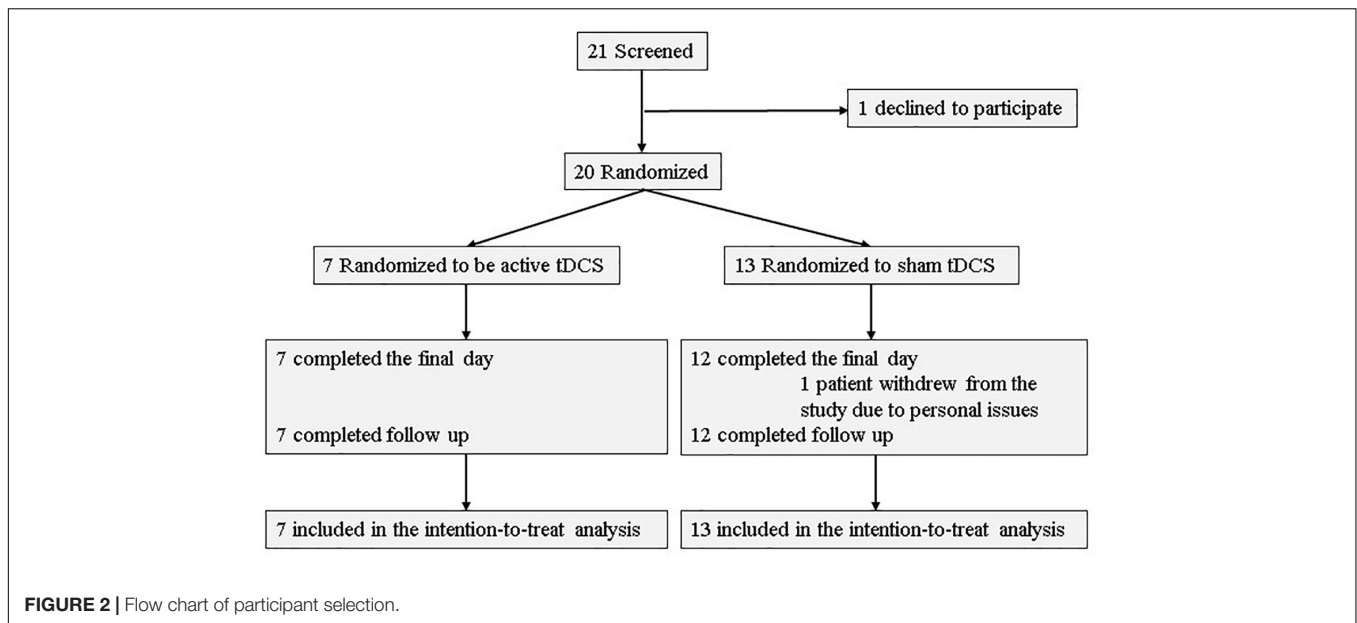 21 Screened
1 declined to participate
20 Randomized
7 Randomized to be active tDCS
13 Randomized to sham tDCS
7 completed the final day
7 completed follow up
12 completed the final day
1 patient withdrew from the
study due to personal issues
12 completed follow up
7 included in the intention-to-treat analysis
13 included in the intention-to-treat analysis
FIGURE 2 | Flow chart of participant selection.